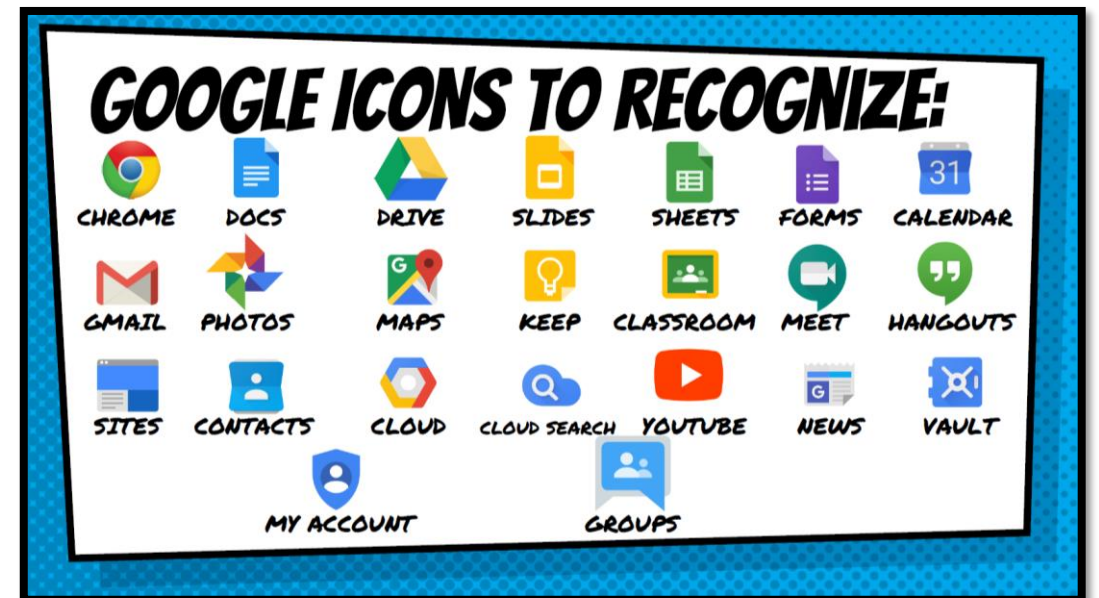 GOOGLE ICONS TO RECOGNIZE:
31
CHROME DOCS DRIVE SLIDES SHEETS FORMS CALENDAR
G
GMAIL PHOTOS MAPS KEEP CLASSROOM MEET HANGOUTS
G
SITES CONTACTS CLOUD CLOUD SEARCH YOUTUBE NEWS VAULT
MY ACCOUNT GROUPS